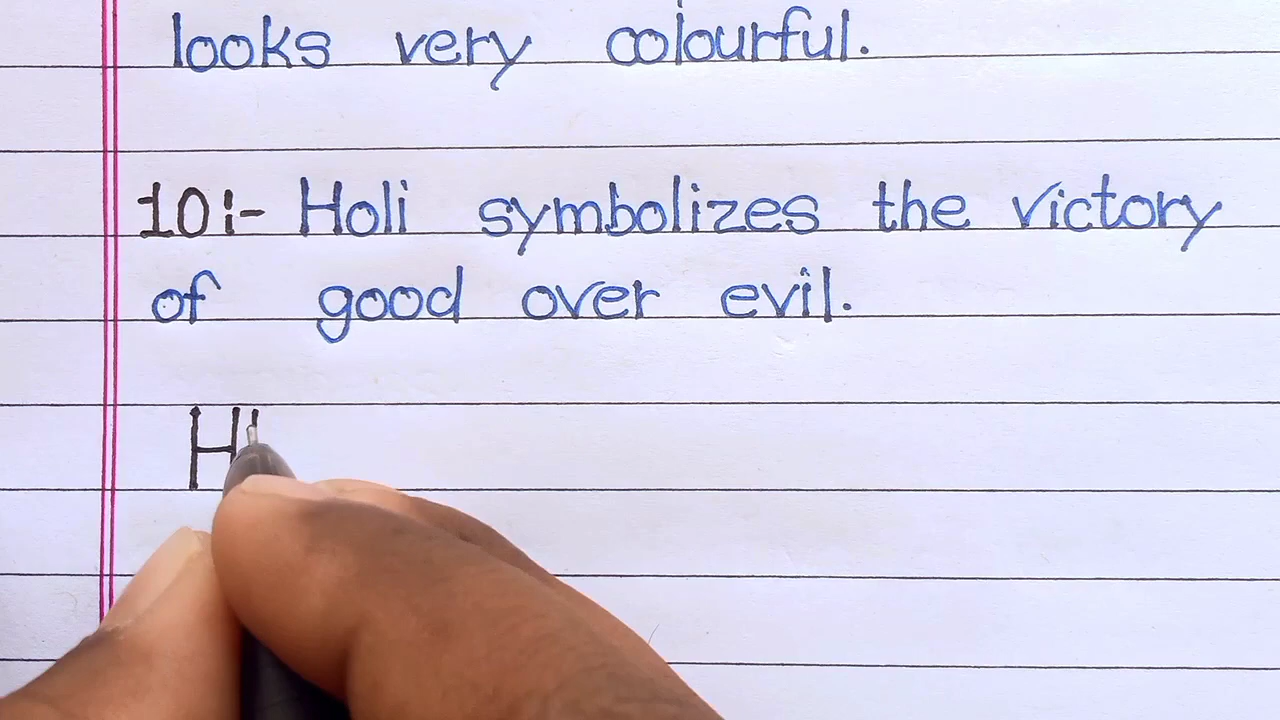 looks very colourful.
10:- Holi symbolizes the victory
of good over evil.
H